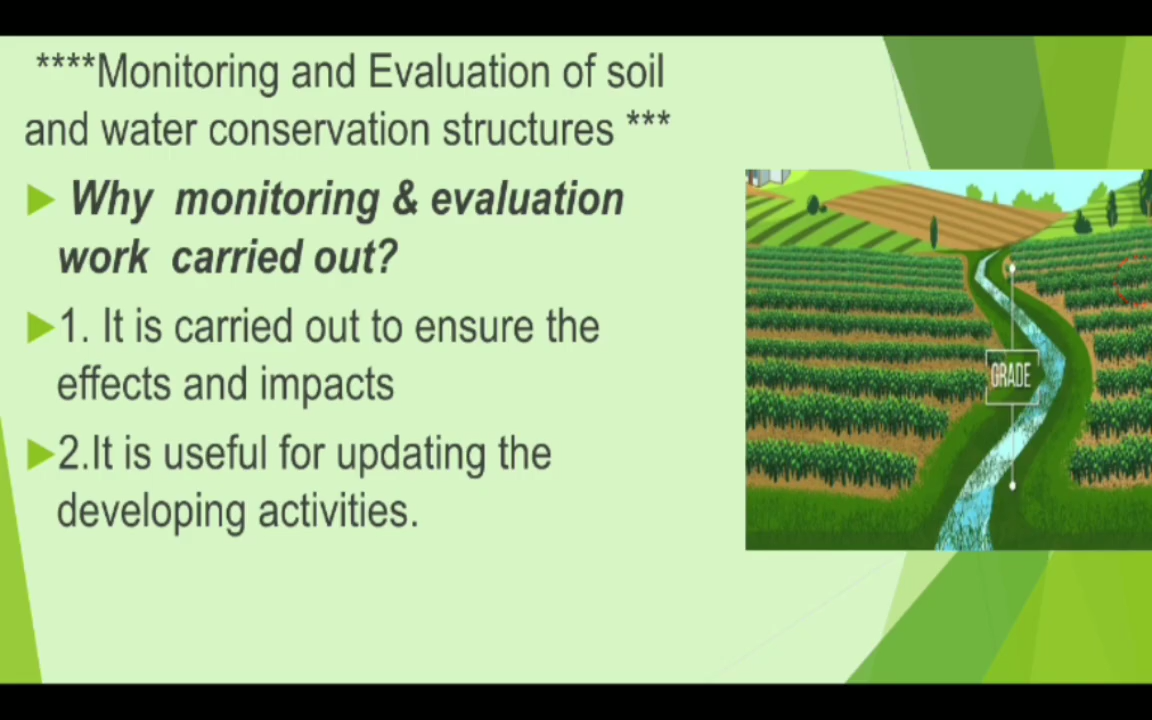 ****Monitoring and Evaluation of soil
and water conservation structures ***
Why monitoring & evaluation
work carried out?
1. It is carried out to ensure the
effects and impacts
2.It is useful for updating the
developing activities.
GRADE